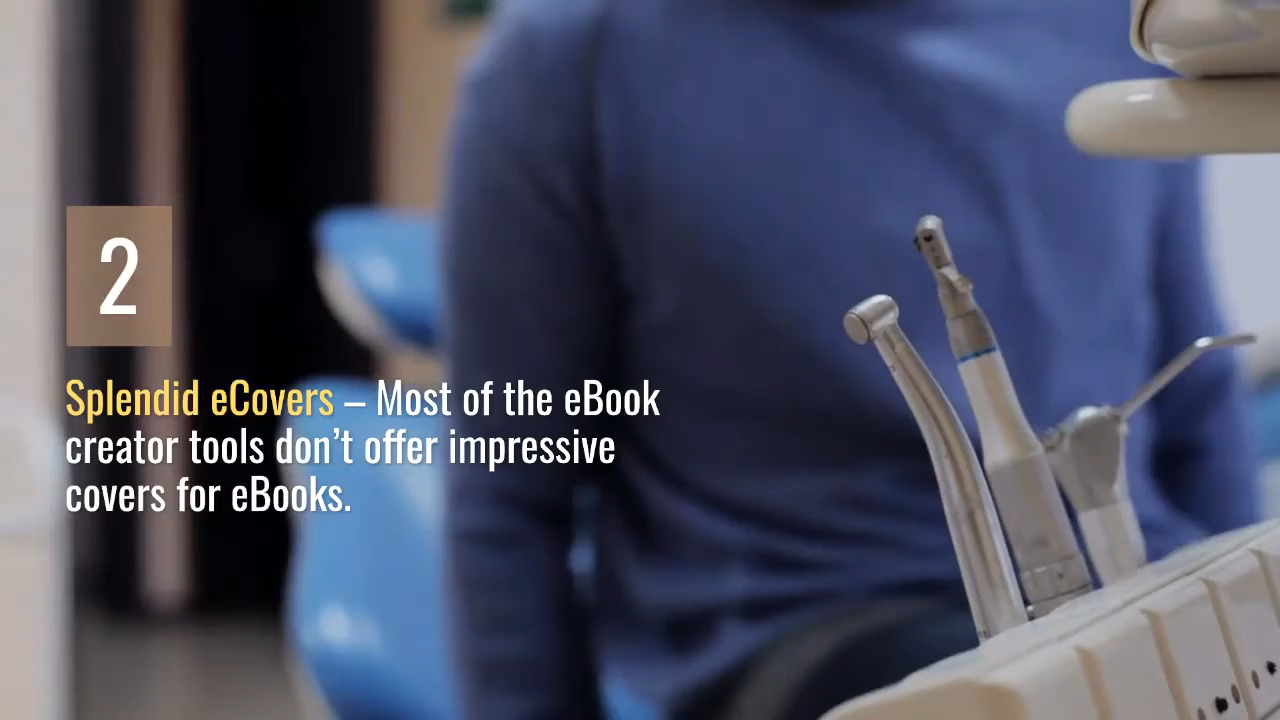 2
Splendid eCovers – Most of the eBook
creator tools don’t offer impressive
covers for eBooks.